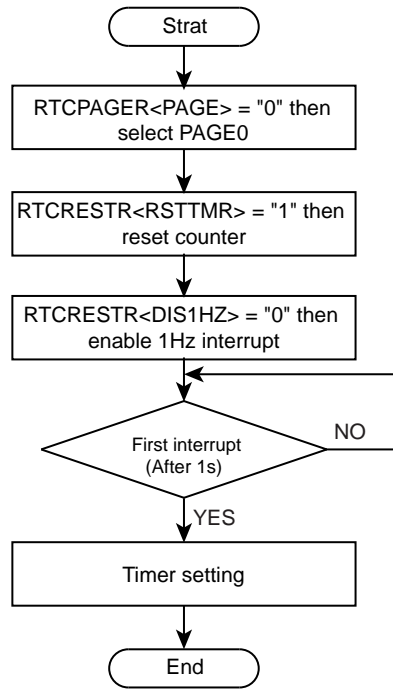 Strat
RTCPAGER<PAGE> = "0" then
select PAGE0
RTCRESTR<RSTTMR> = "1" then
reset counter
RTCRESTR<DIS1HZ> = "0" then
enable 1Hz interrupt
First interrupt
(After 1s)
NO
YES
Timer setting
End